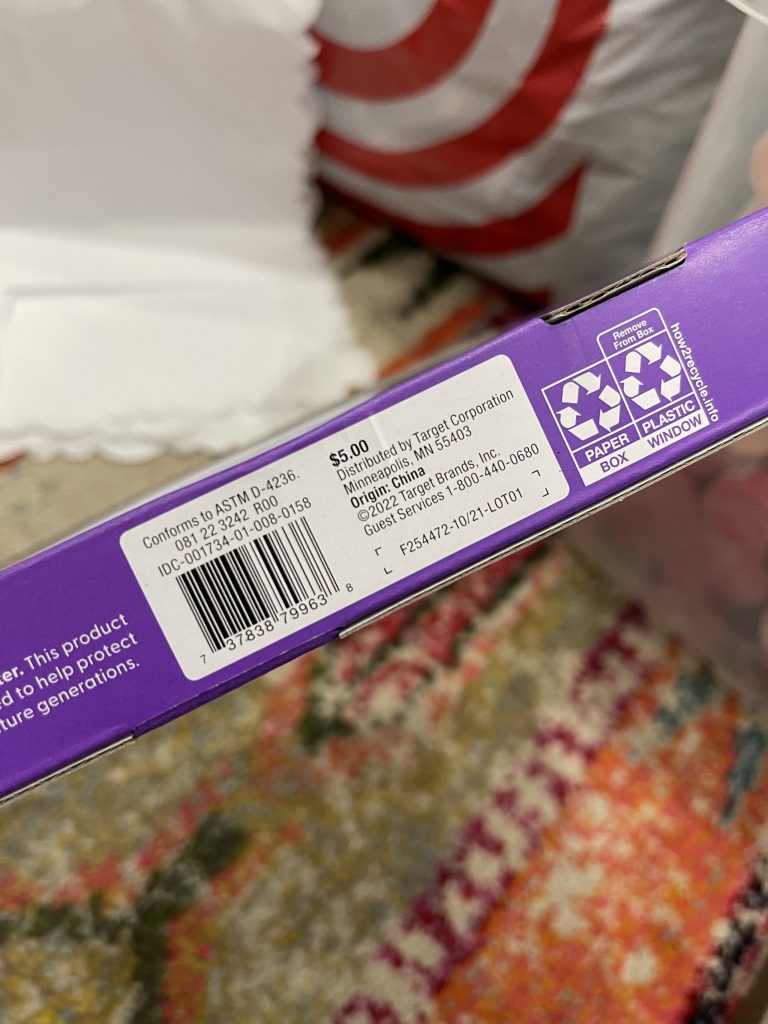 ter. This product
d to help protect
ture generations.
Conforms to ASTM D-4236.
081 22 3242 R00
IDC-001734-01-008-0158
7 37838 79963 8
$5.00
Distributed by Target Corporation
Minneapolis, MN 55403
Origin: China
©2022 Target Brands, Inc.
Guest Services 1-800-440-0680
F254472-10/21-LOT01
Remove
From Box
PAPER
BOX
PLASTIC
WINDOW
how2recycle.info